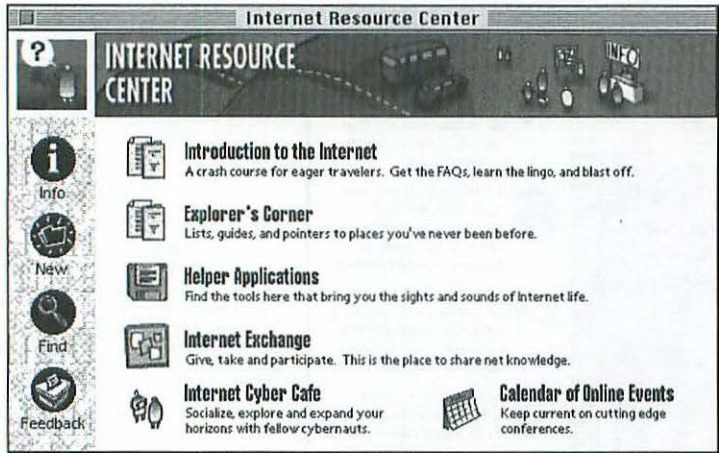 Internet Resource Center
?
INTERNET RESOURCE
CENTER
INFO
Info
New
Find
Feedback
Introduction to the Internet
A crash course for eager travelers. Get the FAQs, learn the lingo, and blast off.
Explorer's Corner
Lists, guides, and pointers to places you've never been before.
Helper Applications
Find the tools here that bring you the sights and sounds of Internet life.
Internet Exchange
Give, take and participate. This is the place to share net knowledge.
Internet Cyber Cafe
Socialize, explore and expand your
horizons with fellow cybernauts.
Calendar of Online Events
Keep current on cutting edge
conferences.